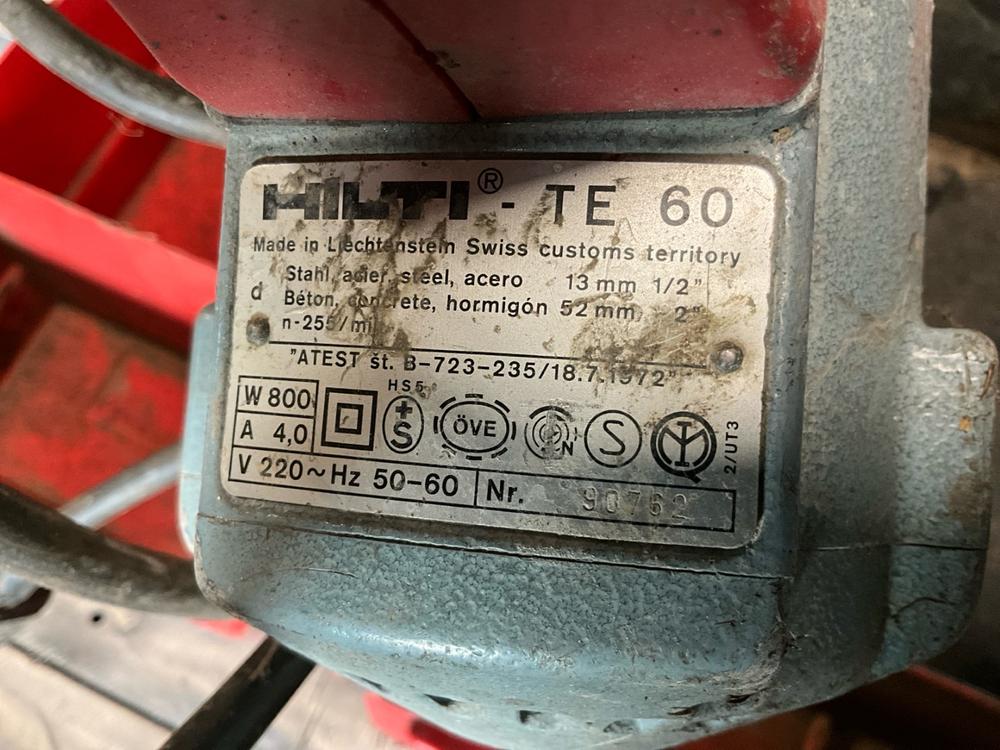 HILTI® - TE 60
Made in Liechtenstein Swiss customs territory
Stahl, acier, steel, acero 13 mm 1/2"
d
Béton, concrete, hormigón 52 mm 2"
n-255/mi
"ATEST št. B-723-235/18.7.1972"
HS5
W 800
A 4,0
+S ÖVE N S
2/UT3
V 220~Hz 50-60 Nr. 90762